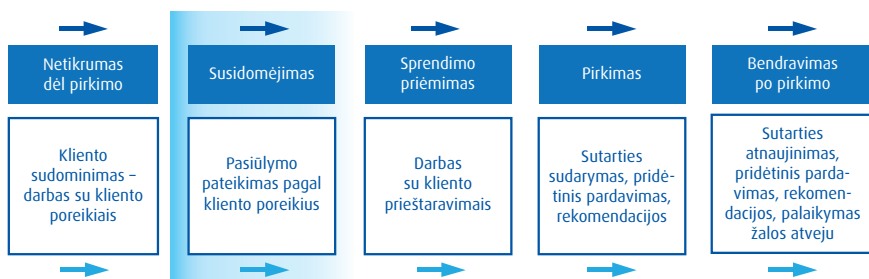 Netikrumas
dėl pirkimo
Susidomėjimas
Sprendimo
priėmimas
Pirkimas
Bendravimas
po pirkimo
Kliento
sudominimas –
darbas su kliento
poreikiais
Pasiūlymo
pateikimas pagal
kliento poreikius
Darbas
su kliento
prieštaravimais
Sutarties
sudarymas, pridė-
tinis pardavimas,
rekomendacijos
Sutarties
atnaujinimas,
pridėtinis parda-
vimas, rekomen-
dacijos, palaikymas
žalos atveju